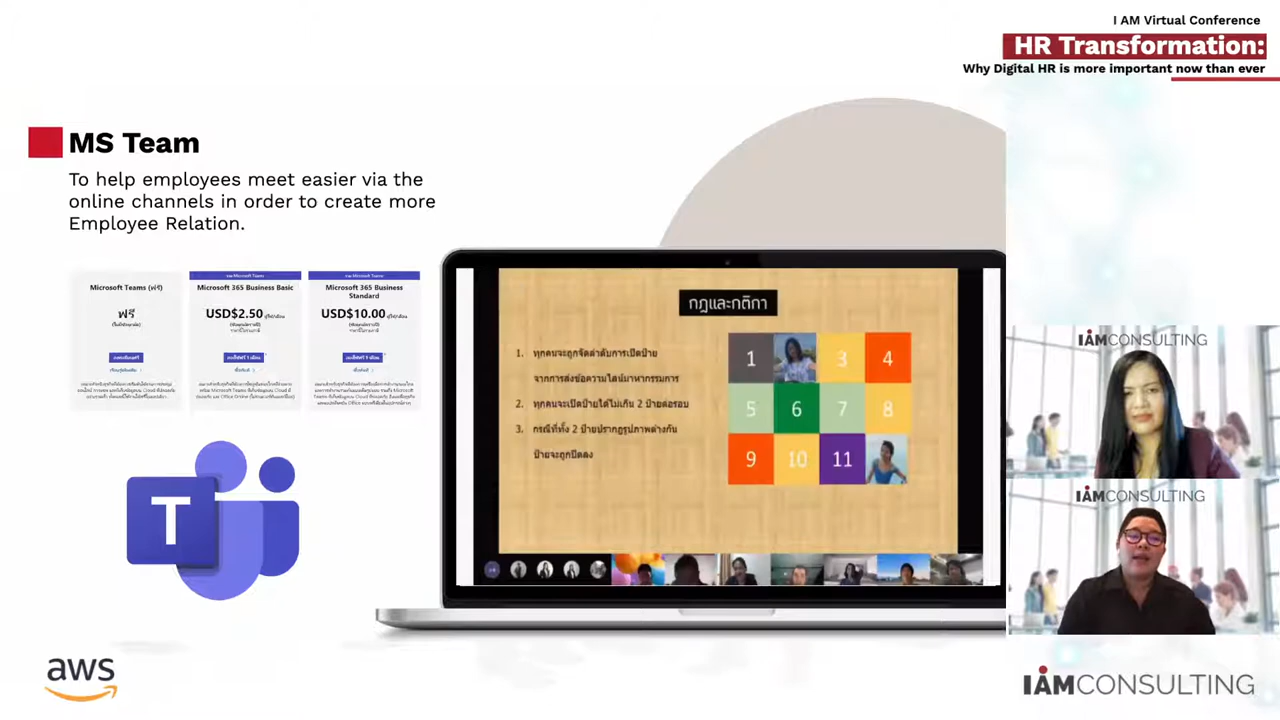 I AM Virtual Conference
HR Transformation:
Why Digital HR is more important now than ever
MS Team
To help employees meet easier via the
online channels in order to create more
Employee Relation.
Microsoft Teams (ฟรี)
ฟรี
Microsoft 365 Business Basic
USD$2.50
Microsoft 365 Business
Standard
USD$10.00
T
กฎและกติกา
1. ทุกคนจะถูกจัดลำดับการเปิดป้าย
จากการส่งข้อความไลน์มาหากรรมการ
2. ทุกคนจะเปิดป้ายได้ไม่เกิน 2 ป้ายต่อรอบ
3. กรณีที่ทั้ง 2 ป้ายปรากฏรูปภาพต่างกัน
ป้ายจะถูกปิดลง
1 3 4
5 6 7 8
9 10 11
IAMCONSULTING
IAMCONSULTING
aws
IAMCONSULTING